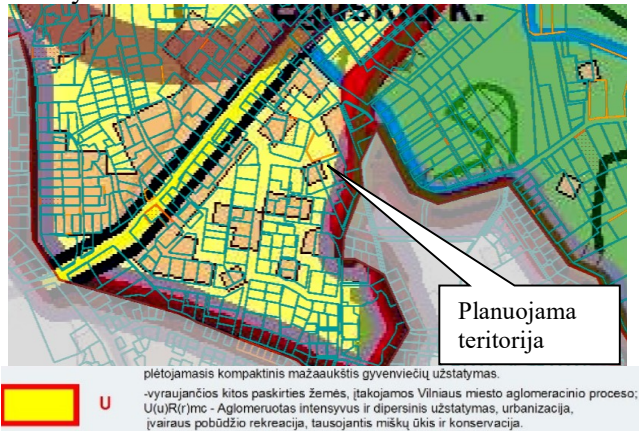 k.
Planuojama
teritorija
plėtojamasis kompaktinis mažaaukštis gyvenviečių užstatymas.
U
-vyraujančios kitos paskirties žemės, įtakojamos Vilniaus miesto aglomeracinio proceso;
U(u)R(r)mc - Aglomeruotas intensyvus ir dipersinis užstatymas, urbanizacija,
įvairaus pobūdžio rekreacija, tausojantis miškų ūkis ir konservacija.